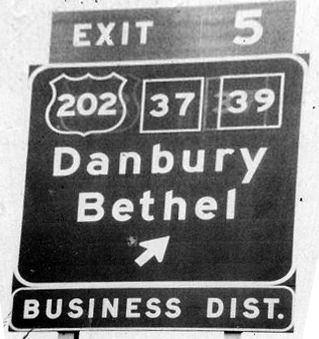 EXIT 5
202 37 39
Danbury
Bethel
BUSINESS DIST.